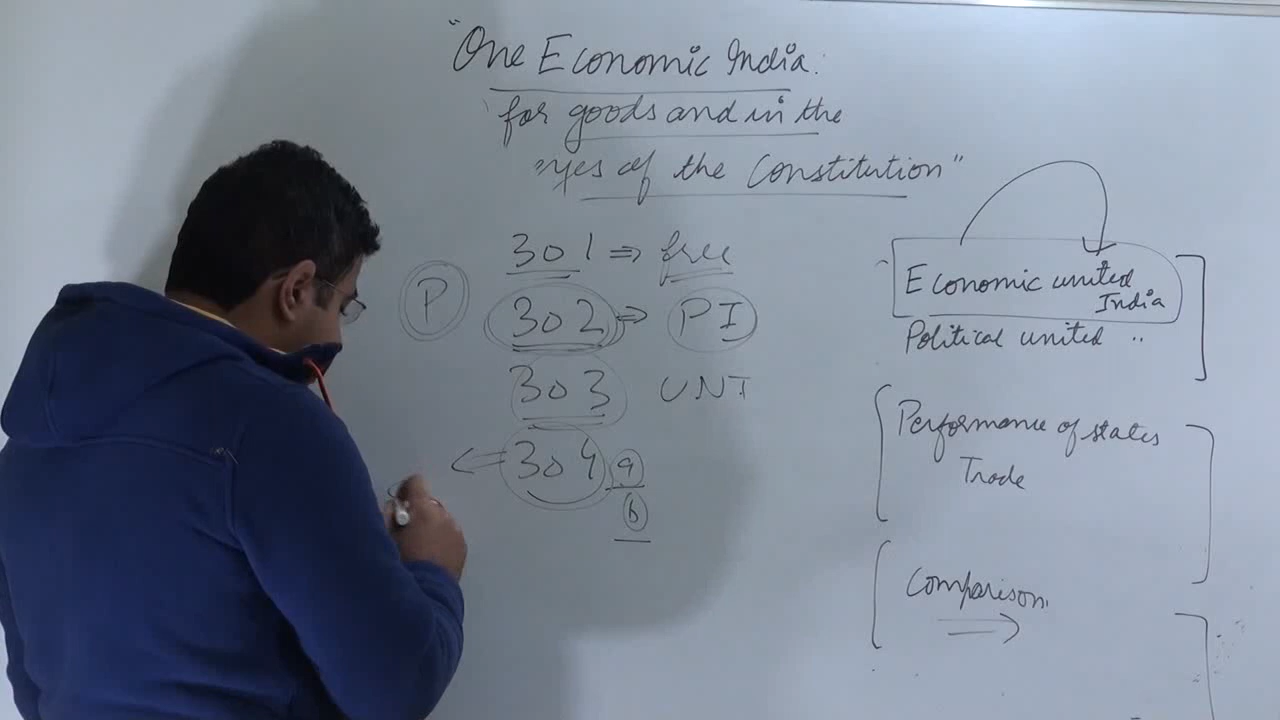 "One Economic India.
for goods and in the
eyes of the Constitution"
301 ⇒ free
P 302 ⇒ PI
303 UNI
⇐ 304 a
b
Economic united
India
Political united "
Performance of states
Trade
Comparison.
⇒